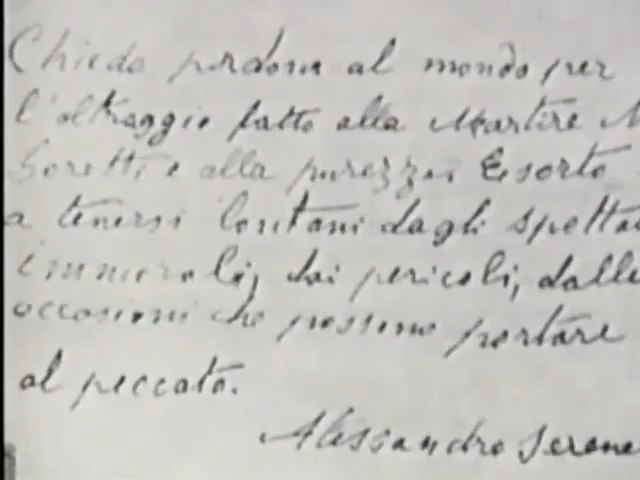 Chiedo perdono al mondo per
l'oltraggio fatto alla Martire M
Goretti e alla purezza Esorto
a tenersi lontani dagli spetta
immorali, dai pericoli, dalle
occasioni che possono portare
al peccato.
Alessandro Serene